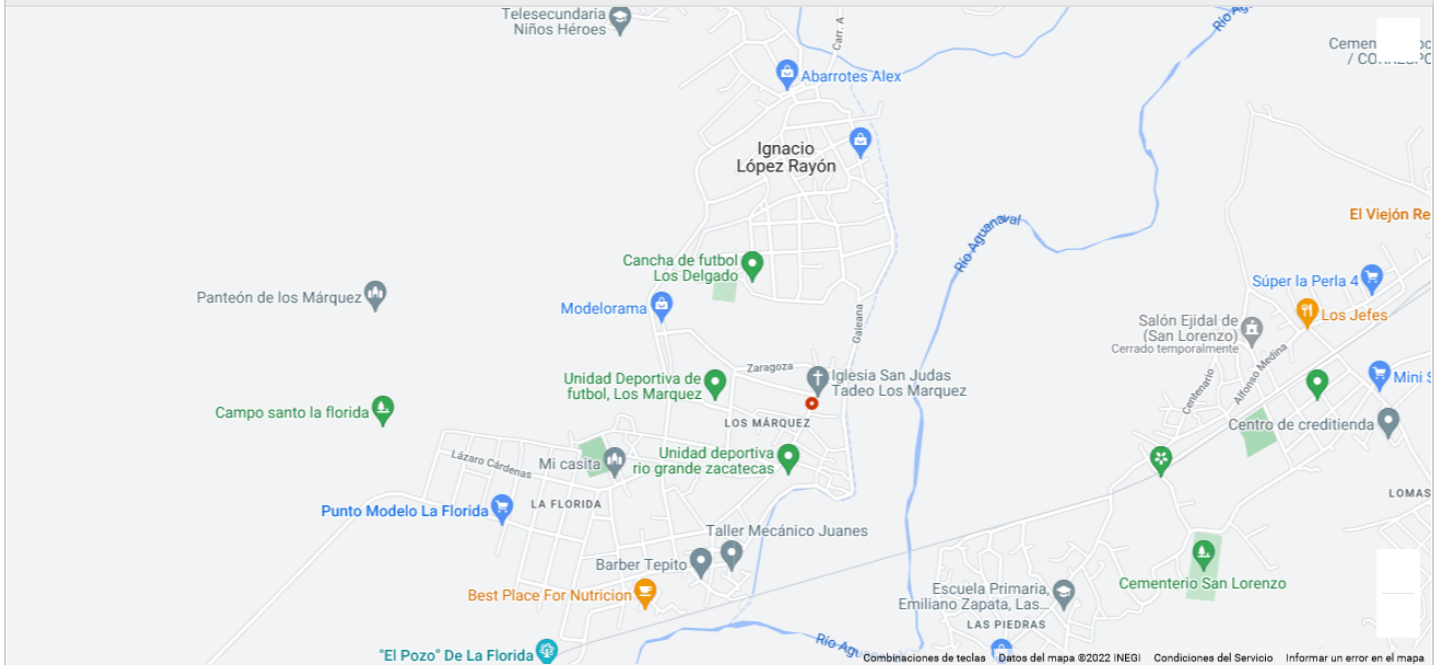 Telesecundaria
Niños Héroes
Carr. A
Río
Abarrotes Alex
Ignacio
López Rayón
El Viejón Re
Río Aguanaval
Cancha de futbol
Los Delgado
Súper la Perla 4
Panteón de los Márquez
Modelorama
Los Jefes
Salón Ejidal de
(San Lorenzo)
Cerrado temporalmente
Galeana
Zaragoza
Iglesia San Judas
Tadeo Los Marquez
Unidad Deportiva de
futbol, Los Marquez
Centenario
Alfonso Medina
Mini S
Campo santo la florida
LOS MÁRQUEZ
Centro de creditienda
Lázaro Cárdenas
Mi casita
Unidad deportiva
rio grande zacatecas
LOMAS
LA FLORIDA
Punto Modelo La Florida
Taller Mecánico Juanes
Barber Tepito
Cementerio San Lorenzo
Best Place For Nutricion
Escuela Primaria,
Emiliano Zapata, Las...
LAS PIEDRAS
"El Pozo" De La Florida
Río
Combinaciones de teclas
Datos del mapa ©2022 INEGI
Condiciones del Servicio
Informar un error en el mapa